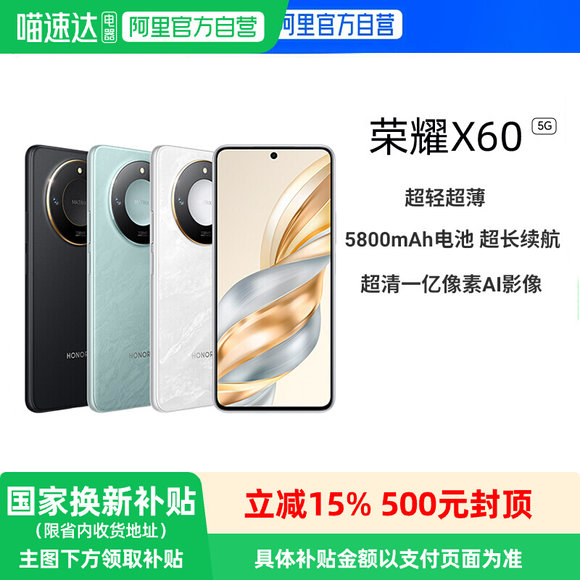 喵速达电器 阿里官方自营 阿里官方自营
荣耀X60 5G
超轻超薄
5800mAh电池 超长续航
超清一亿像素AI影像
MATRIX
HONOR
HONOR
HONOR
国家换新补贴
(限省内收货地址)
主图下方领取补贴
立减15% 500元封顶
具体补贴金额以支付页面为准